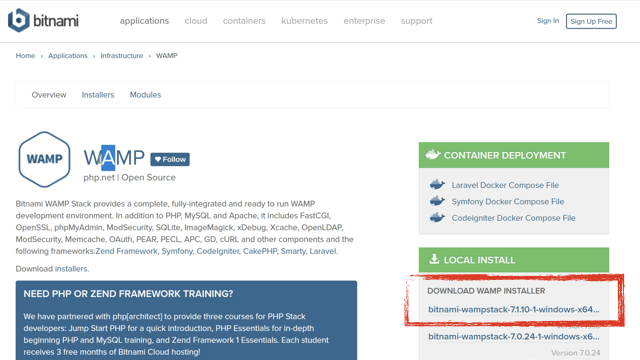 bitnami
applications cloud containers kubernetes enterprise support
Sign In Sign Up Free
Home › Applications › Infrastructure › WAMP
Overview Installers Modules
WAMP
WAMP Follow
php.net | Open Source
Bitnami WAMP Stack provides a complete, fully-integrated and ready to run WAMP
development environment. In addition to PHP, MySQL and Apache, it includes FastCGI,
OpenSSL, phpMyAdmin, ModSecurity, SQLite, ImageMagick, xDebug, Xcache, OpenLDAP,
ModSecurity, Memcache, OAuth, PEAR, PECL, APC, GD, cURL and other components and the
following frameworks:Zend Framework, Symfony, CodeIgniter, CakePHP, Smarty, Laravel.
Download installers.
NEED PHP OR ZEND FRAMEWORK TRAINING?
We have partnered with php[architect] to provide three courses for PHP Stack
developers: Jump Start PHP for a quick introduction, PHP Essentials for in-depth
beginning PHP and MySQL training, and Zend Framework 1 Essentials. Each student
receives 3 free months of Bitnami Cloud hosting!
CONTAINER DEPLOYMENT
Laravel Docker Compose File
Symfony Docker Compose File
Codeigniter Docker Compose File
LOCAL INSTALL
DOWNLOAD WAMP INSTALLER
bitnami-wampstack-7.1.10-1-windows-x64...
bitnami-wampstack-7.0.24-1-windows-x6...
Version 7.0.24